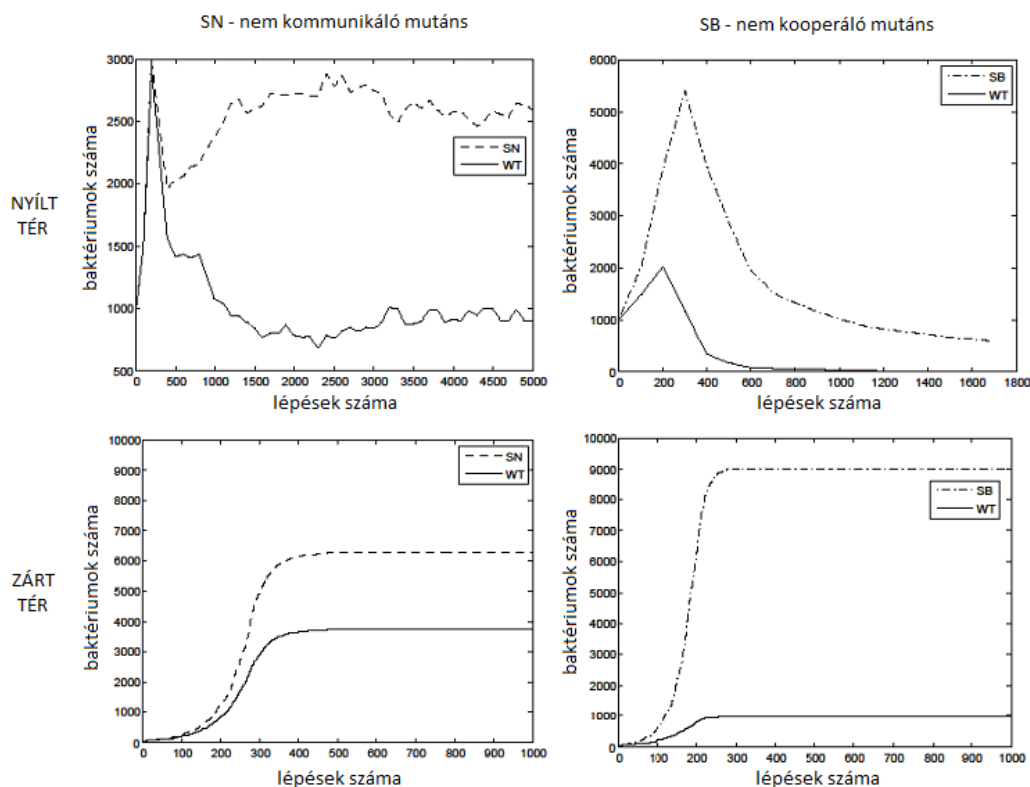 SN - nem kommunikáló mutáns
SB - nem kooperáló mutáns
NYÍLT
TÉR
baktériumok száma
3000
2500
2000
1500
1000
500
SN
WT
0 500 1000 1500 2000 2500 3000 3500 4000 4500 5000
lépések száma
baktériumok száma
6000
5000
4000
3000
2000
1000
0
SB
WT
0 200 400 600 800 1000 1200 1400 1600 1800
lépések száma
ZÁRT
TÉR
baktériumok száma
10000
9000
8000
7000
6000
5000
4000
3000
2000
1000
0
SN
WT
0 100 200 300 400 500 600 700 800 900 1000
lépések száma
baktériumok száma
10000
9000
8000
7000
6000
5000
4000
3000
2000
1000
0
SB
WT
0 100 200 300 400 500 600 700 800 900 1000
lépések száma